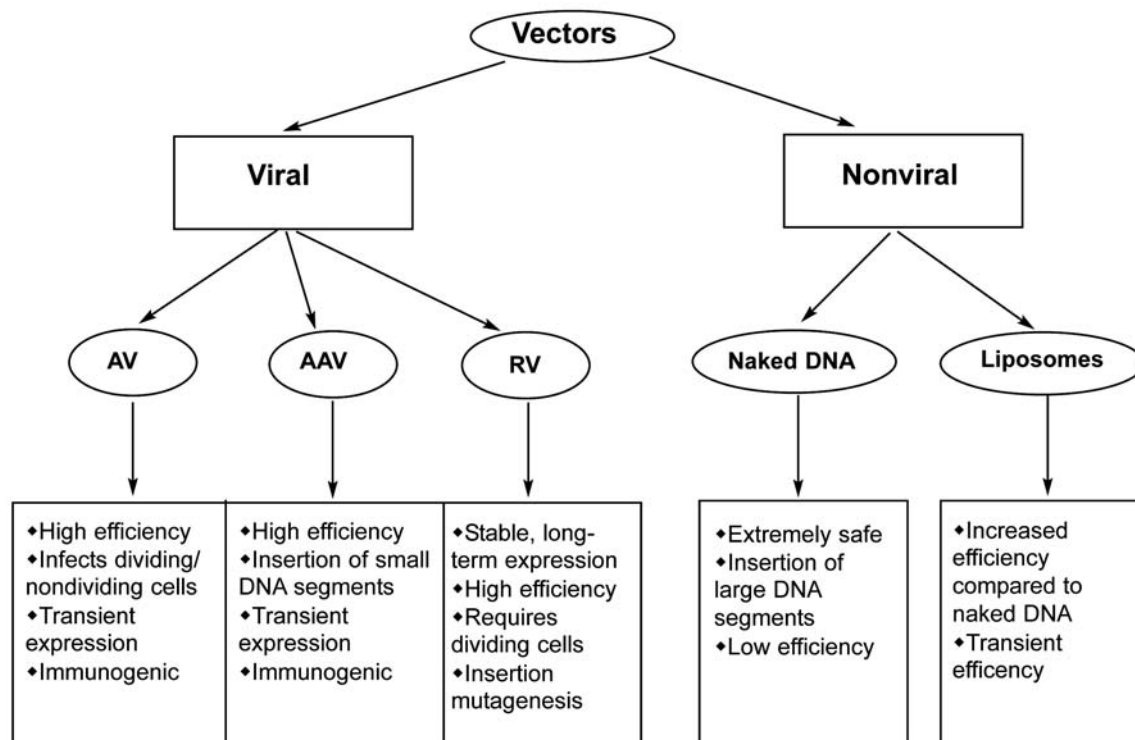 Vectors
Viral
Nonviral
AV
AAV
RV
Naked DNA
Liposomes
◆High efficiency
◆Infects dividing/
nondividing cells
◆Transient
expression
◆Immunogenic
◆High efficiency
◆Insertion of small
DNA segments
◆Transient
expression
◆Immunogenic
◆Stable, long-
term expression
◆High efficiency
◆Requires
dividing cells
◆Insertion
mutagenesis
◆Extremely safe
◆Insertion of
large DNA
segments
◆Low efficiency
◆Increased
efficiency
compared to
naked DNA
◆Transient
efficency